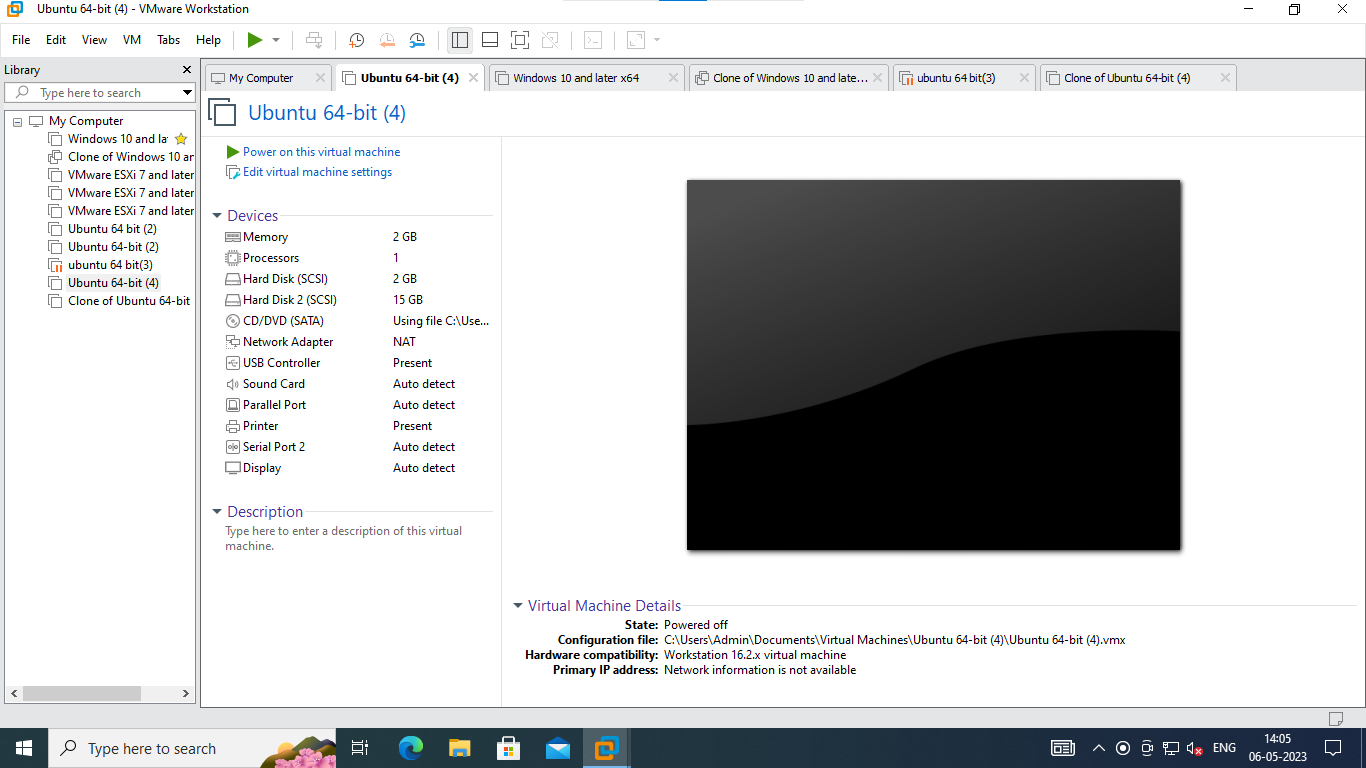 Ubuntu 64-bit (4) - VMware Workstation
File Edit View VM Tabs Help
Library
Type here to search
My Computer
Windows 10 and la
Clone of Windows 10 ar
VMware ESXi 7 and later
VMware ESXi 7 and later
VMware ESXi 7 and later
Ubuntu 64 bit (2)
Ubuntu 64-bit (2)
ubuntu 64 bit(3)
Ubuntu 64-bit (4)
Clone of Ubuntu 64-bit
My Computer Ubuntu 64-bit (4) Windows 10 and later x64 Clone of Windows 10 and late... ubuntu 64 bit(3) Clone of Ubuntu 64-bit (4)
Ubuntu 64-bit (4)
Power on this virtual machine
Edit virtual machine settings
Devices
Memory 2 GB
Processors 1
Hard Disk (SCSI) 2 GB
Hard Disk 2 (SCSI) 15 GB
CD/DVD (SATA) Using file C:\Use...
Network Adapter NAT
USB Controller Present
Sound Card Auto detect
Parallel Port Auto detect
Printer Present
Serial Port 2 Auto detect
Display Auto detect
Description
Type here to enter a description of this virtual
machine.
Virtual Machine Details
State: Powered off
Configuration file: C:\Users\Admin\Documents\Virtual Machines\Ubuntu 64-bit (4)\Ubuntu 64-bit (4).vmx
Hardware compatibility: Workstation 16.2.x virtual machine
Primary IP address: Network information is not available
Type here to search
ENG
14:05
06-05-2023